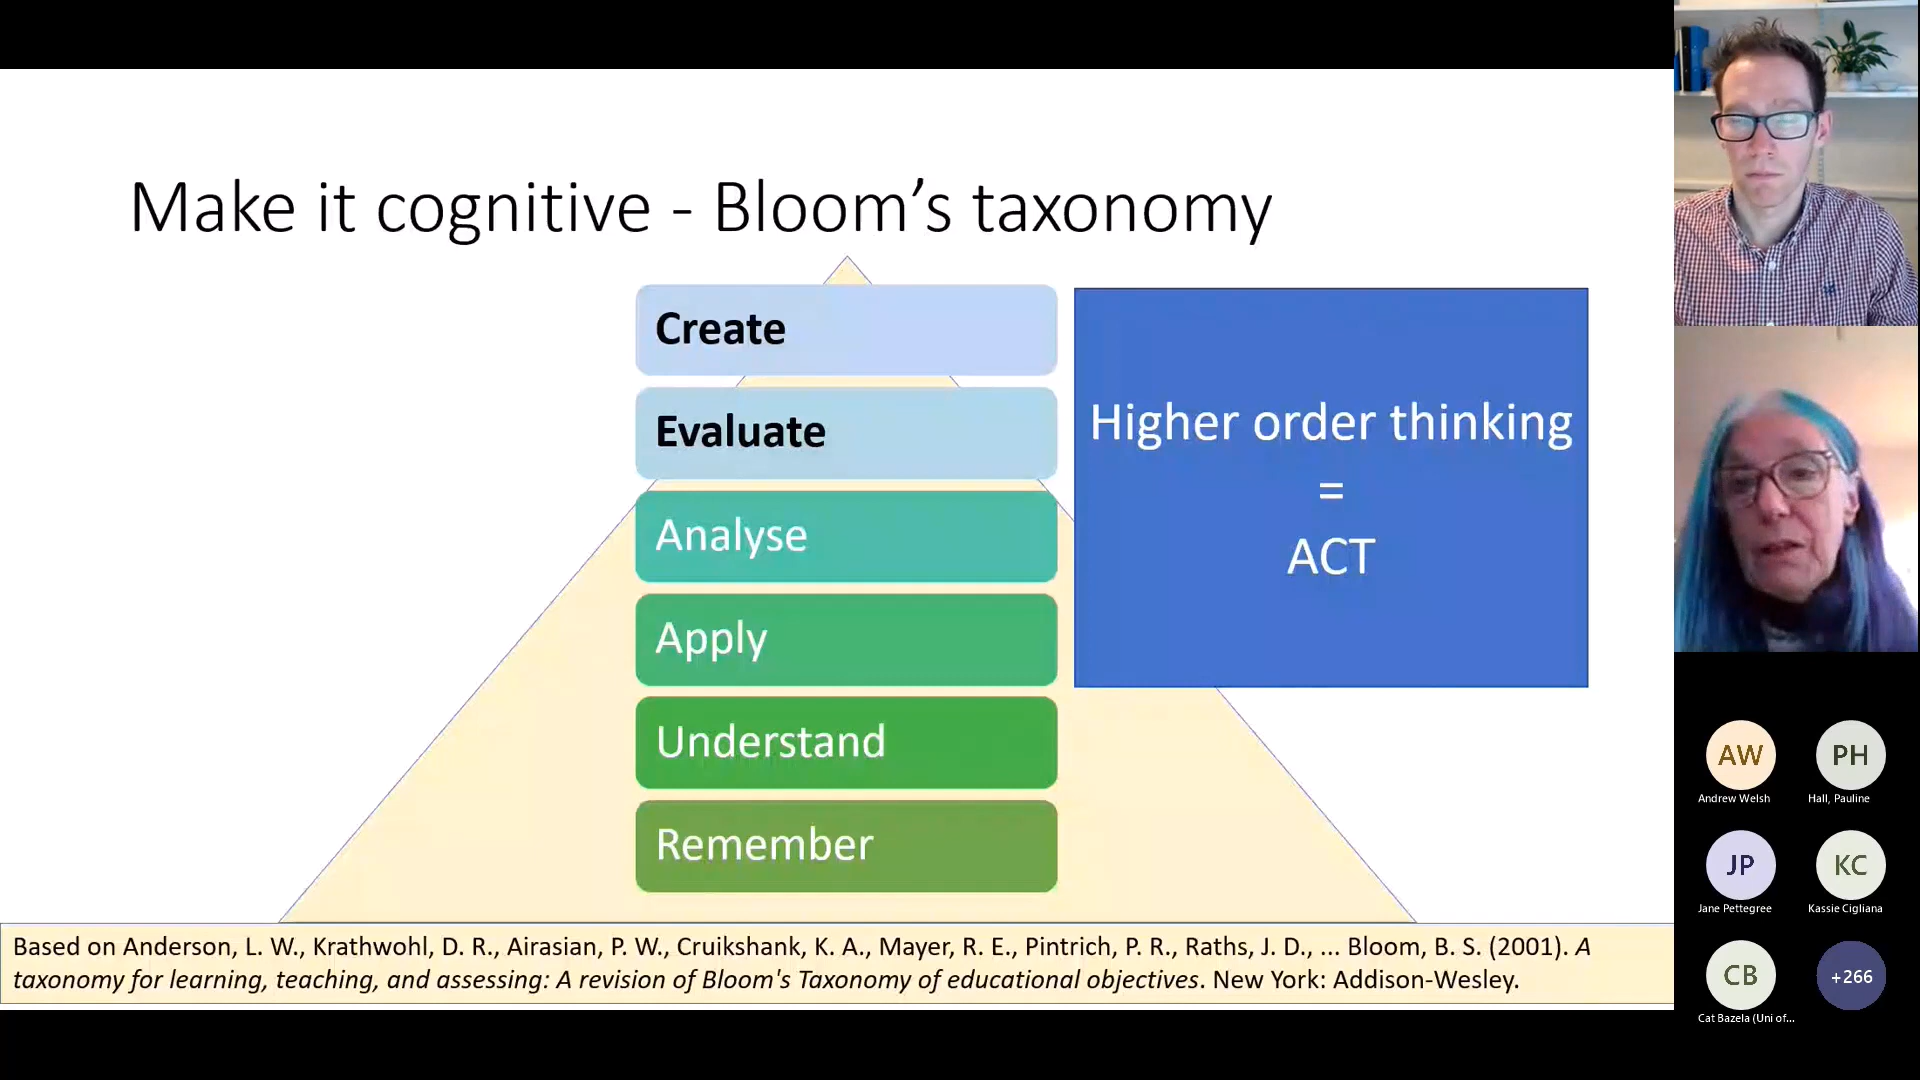 Make it cognitive - Bloom’s taxonomy
Create
Evaluate
Analyse
Apply
Understand
Remember
Higher order thinking
=
ACT
Based on Anderson, L. W., Krathwohl, D. R., Airasian, P. W., Cruikshank, K. A., Mayer, R. E., Pintrich, P. R., Raths, J. D., ... Bloom, B. S. (2001). A
taxonomy for learning, teaching, and assessing: A revision of Bloom's Taxonomy of educational objectives. New York: Addison-Wesley.
AW
Andrew Welsh
PH
Hall, Pauline
JP
Jane Pettegree
KC
Kassie Cigliana
CB
Cat Bazela (Uni of...
+266